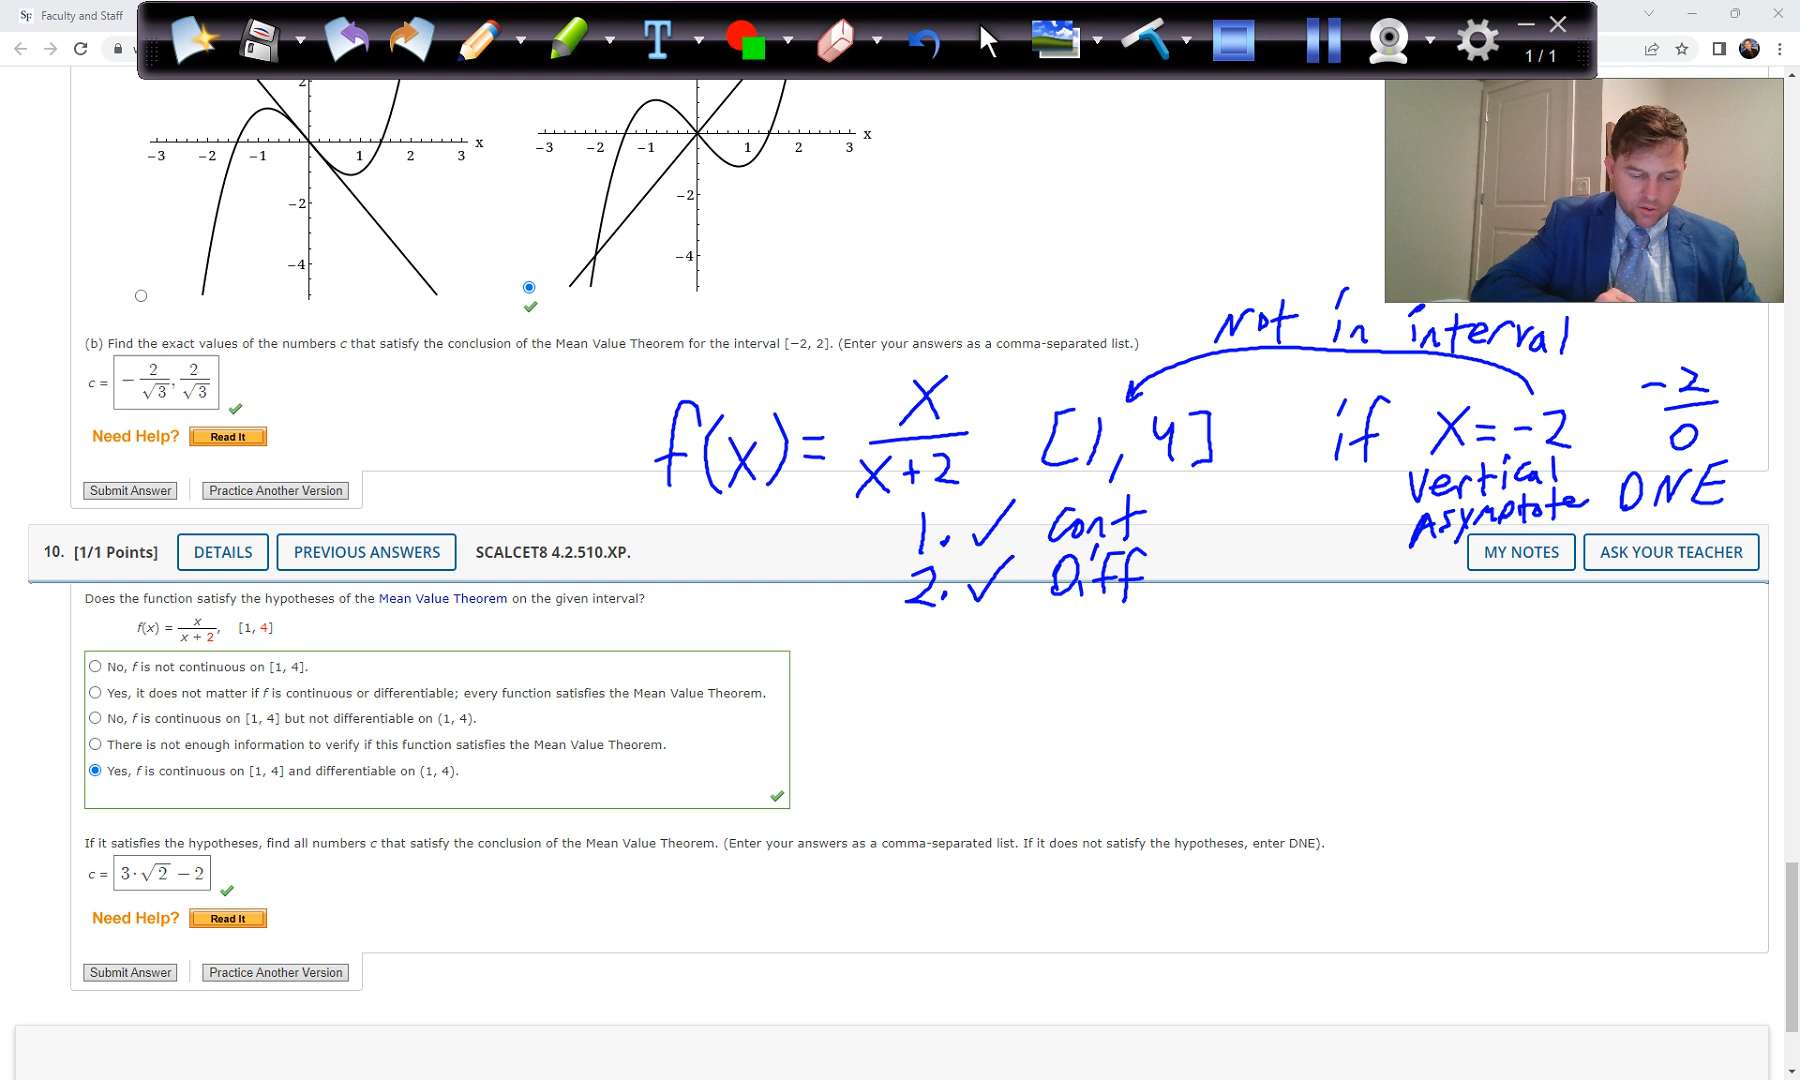 Sf Faculty and Staff
1 / 1
2
-3 -2 -1 1 2 3 x
-2
-4
-3 -2 -1 1 2 3 x
-2
-4
(b) Find the exact values of the numbers c that satisfy the conclusion of the Mean Value Theorem for the interval [−2, 2]. (Enter your answers as a comma-separated list.)
c = − 2/√3, 2/√3
Need Help? Read It
Submit Answer Practice Another Version
Not in interval
f(x) = x/(x+2) [1, 4] if x = -2 -2/0
Vertical Asymptote DNE
1. ✓ Cont
2. ✓ Diff
10. [1/1 Points] DETAILS PREVIOUS ANSWERS SCALCET8 4.2.510.XP. MY NOTES ASK YOUR TEACHER
Does the function satisfy the hypotheses of the Mean Value Theorem on the given interval?
f(x) = x/(x + 2), [1, 4]
No, f is not continuous on [1, 4].
Yes, it does not matter if f is continuous or differentiable; every function satisfies the Mean Value Theorem.
No, f is continuous on [1, 4] but not differentiable on (1, 4).
There is not enough information to verify if this function satisfies the Mean Value Theorem.
Yes, f is continuous on [1, 4] and differentiable on (1, 4).
If it satisfies the hypotheses, find all numbers c that satisfy the conclusion of the Mean Value Theorem. (Enter your answers as a comma-separated list. If it does not satisfy the hypotheses, enter DNE).
c = 3·√2 − 2
Need Help? Read It
Submit Answer Practice Another Version